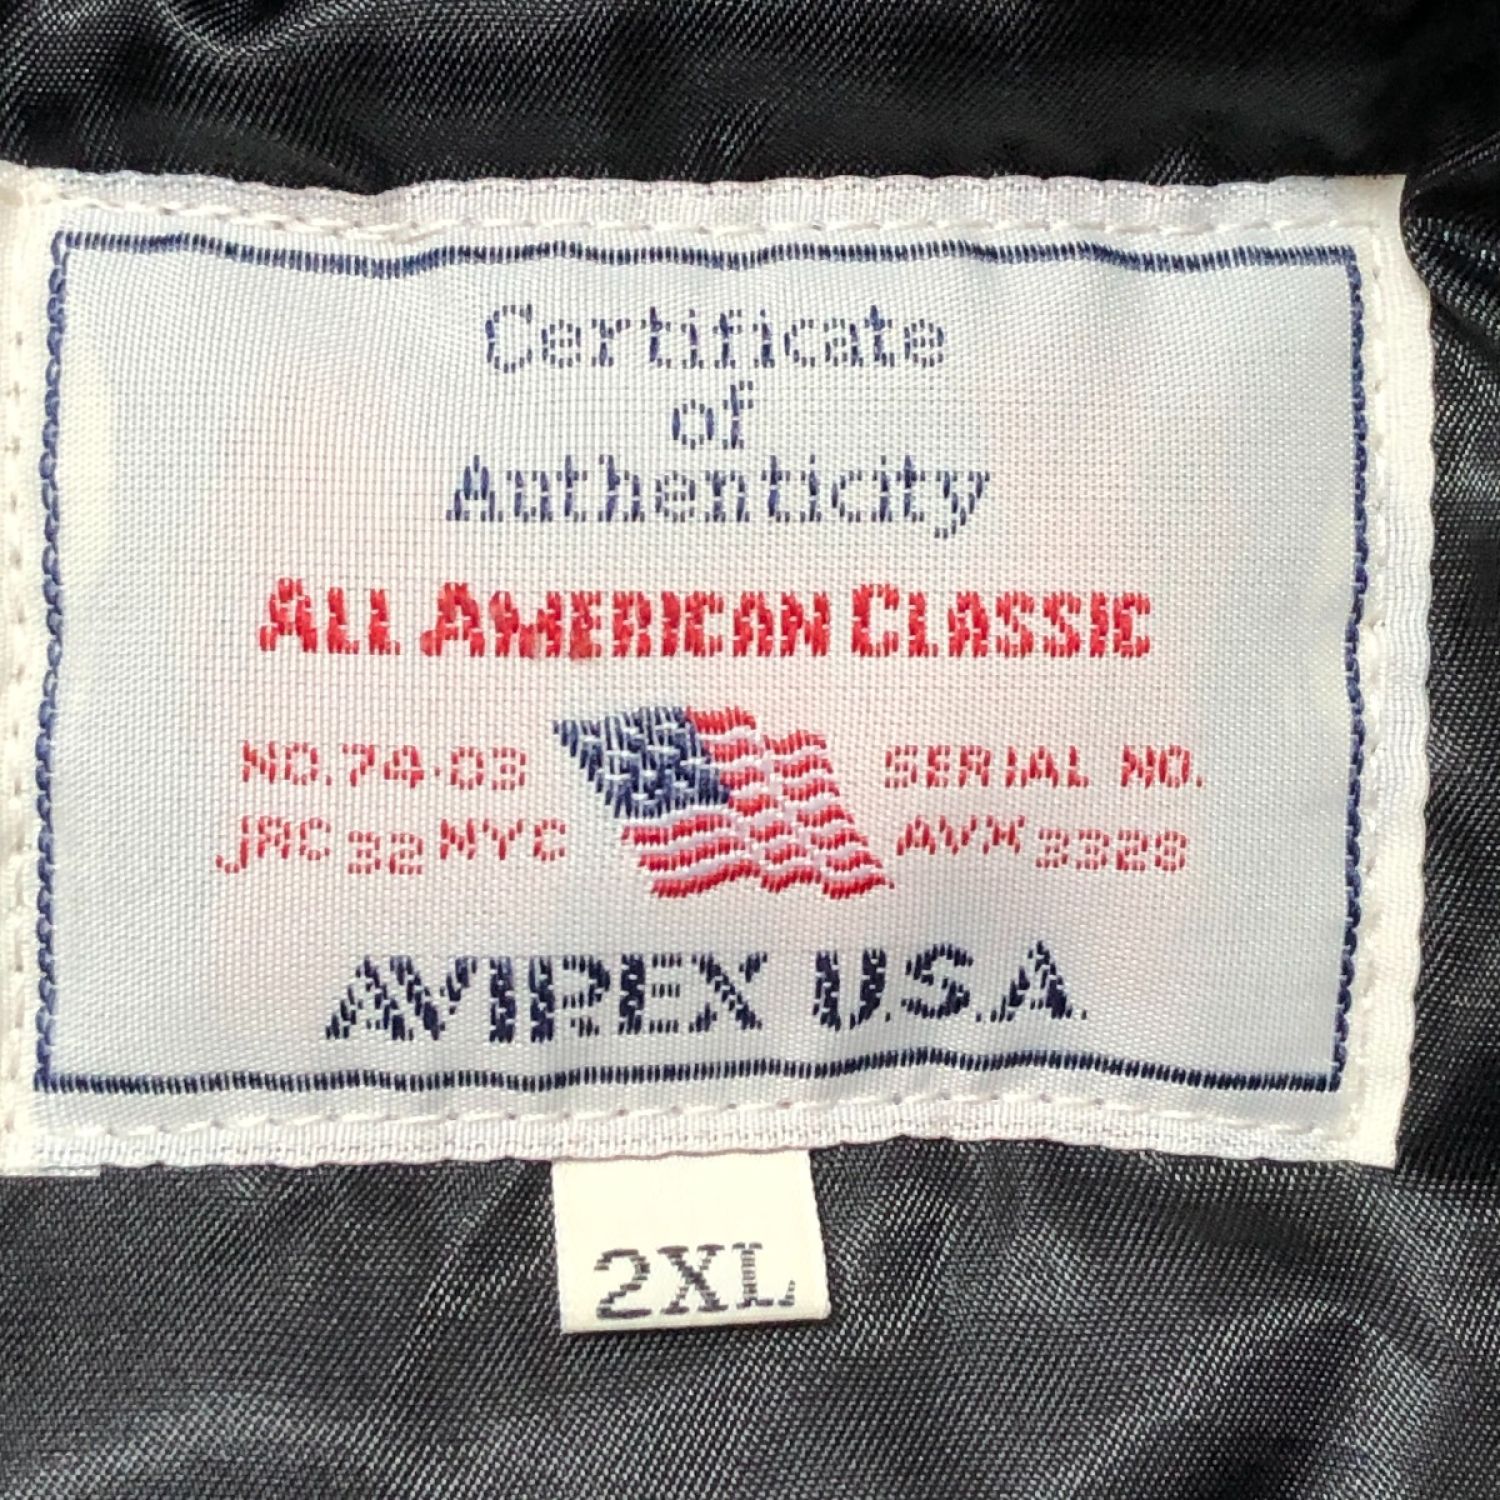 Certificate
of
Authenticity
ALL AMERICAN CLASSIC
NO.74-03
JRC 32 NYC
SERIAL NO.
AVX 3328
AVIREX U.S.A.
2XL